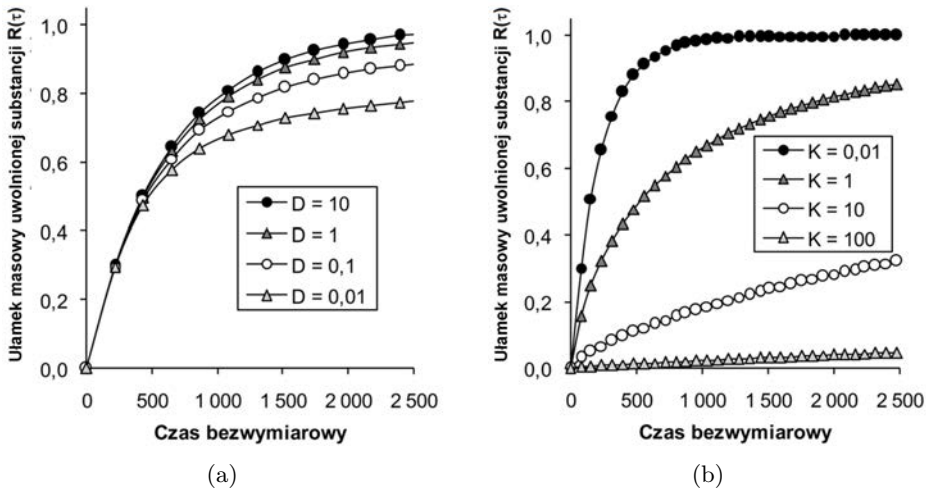 Ułamek masowy uwolnionej substancji R(τ)
1,0
0,8
0,6
0,4
0,2
0,0
D = 10
D = 1
D = 0,1
D = 0,01
0 500 1 000 1 500 2 000 2 500
Czas bezwymiarowy
(a)
Ułamek masowy uwolnionej substancji R(τ)
1,0
0,8
0,6
0,4
0,2
0,0
K = 0,01
K = 1
K = 10
K = 100
0 500 1 000 1 500 2 000 2 500
Czas bezwymiarowy
(b)